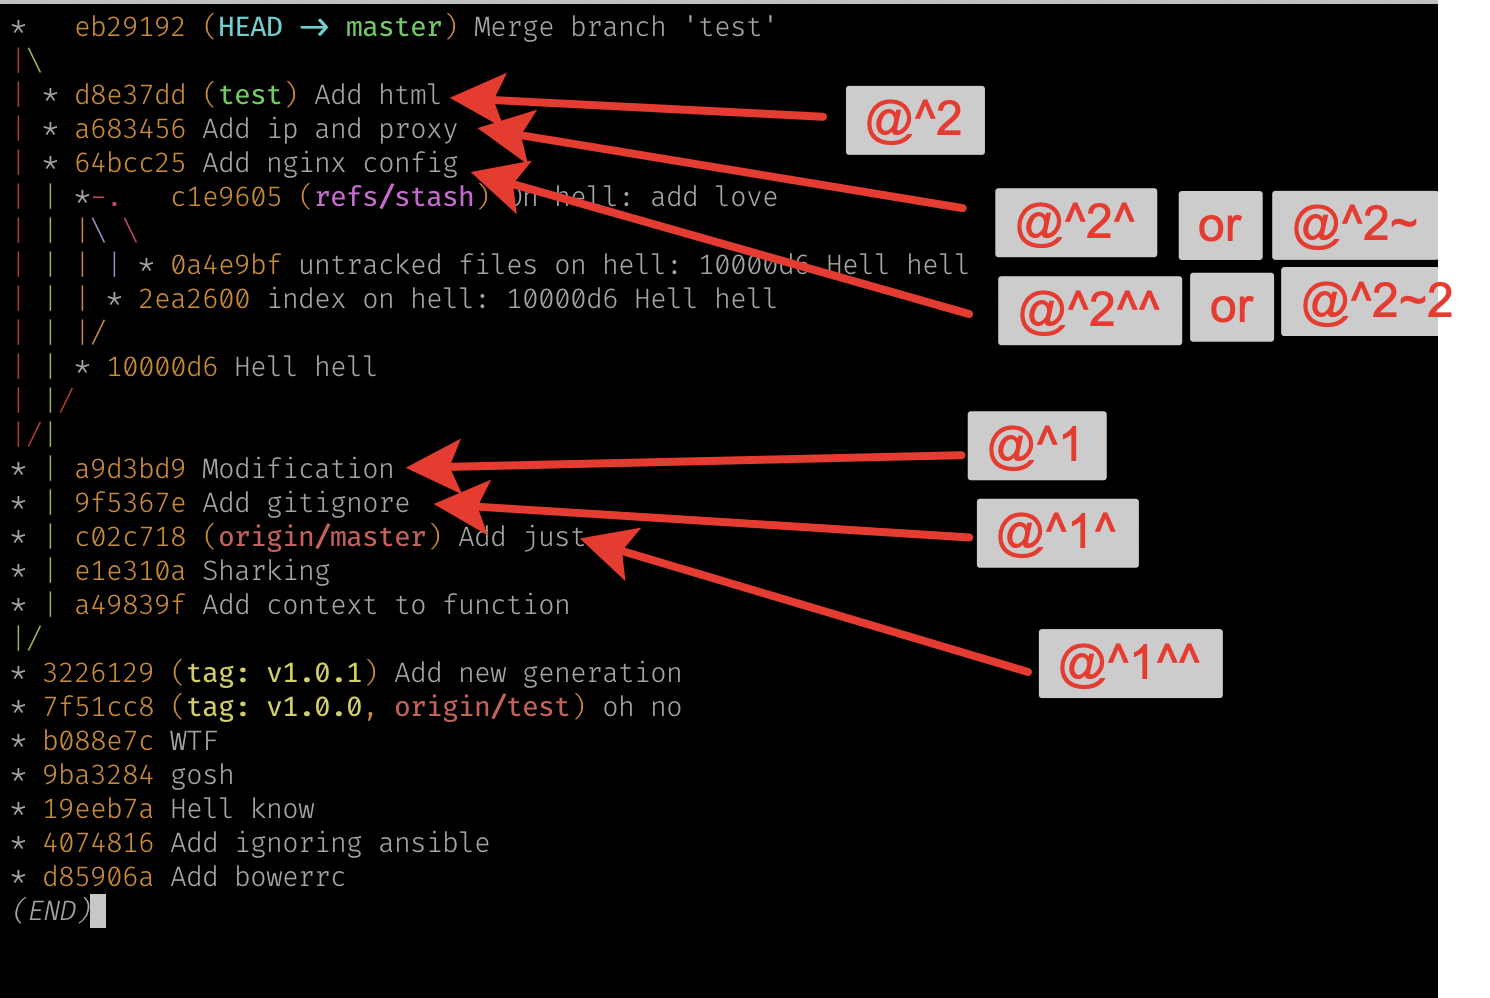 *   eb29192 (HEAD -> master) Merge branch 'test'
|\
| * d8e37dd (test) Add html
@^2
| * a683456 Add ip and proxy
| * 64bcc25 Add nginx config
| | *-.   c1e9605 (refs/stash) On hell: add love
@^2^ or @^2~
| | |\ \
| | | | * 0a4e9bf untracked files on hell: 10000d6 Hell hell
| | | * 2ea2600 index on hell: 10000d6 Hell hell
@^2^^ or @^2~2
| | |/
| | * 10000d6 Hell hell
| |/
|/|
@^1
* | a9d3bd9 Modification
* | 9f5367e Add gitignore
* | c02c718 (origin/master) Add just
@^1^
* | e1e310a Sharking
* | a49839f Add context to function
|/
@^1^^
* 3226129 (tag: v1.0.1) Add new generation
* 7f51cc8 (tag: v1.0.0, origin/test) oh no
* b088e7c WTF
* 9ba3284 gosh
* 19eeb7a Hell know
* 4074816 Add ignoring ansible
* d85906a Add bowerrc
(END)